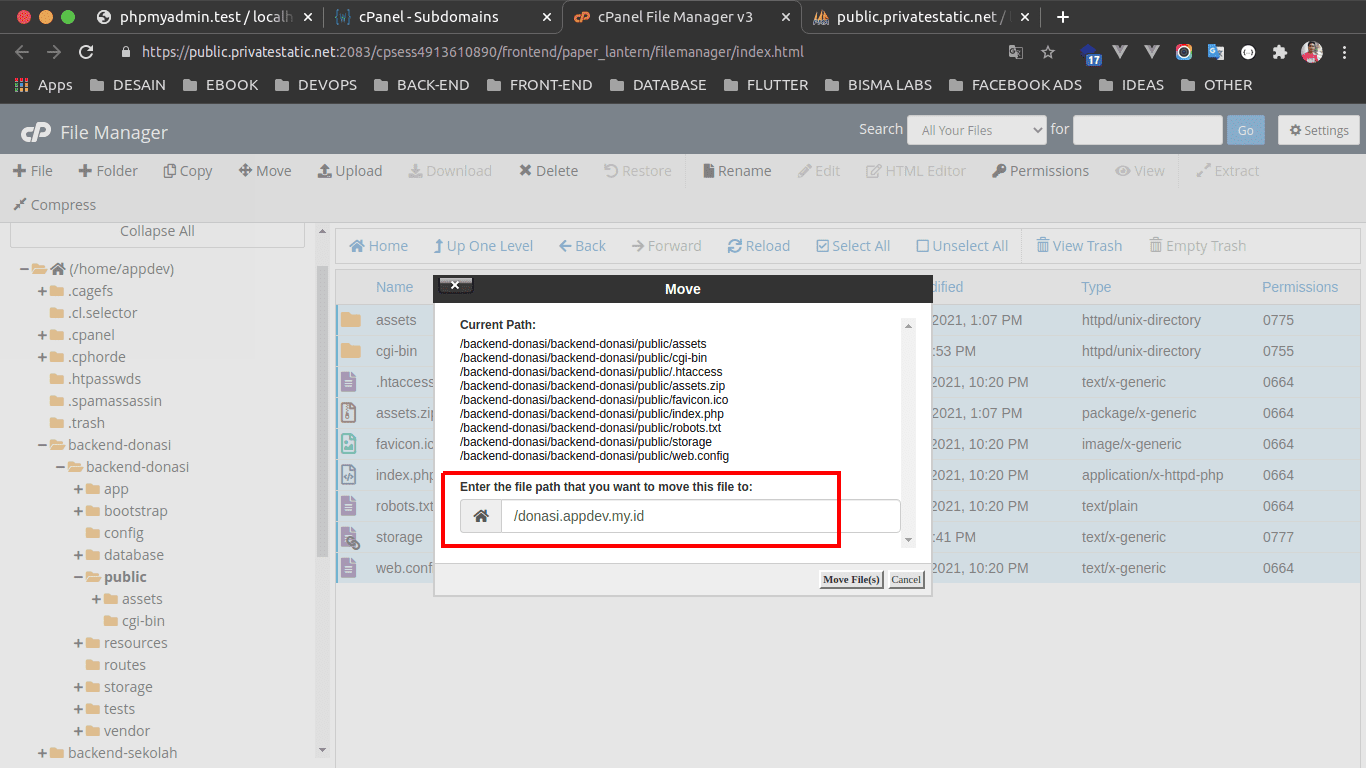 phpmyadmin.test / localh
cPanel - Subdomains
cPanel File Manager v3
public.privatestatic.net /
https://public.privatestatic.net:2083/cpsess4913610890/frontend/paper_lantern/filemanager/index.html
17
Apps DESAIN EBOOK DEVOPS BACK-END FRONT-END DATABASE FLUTTER BISMA LABS FACEBOOK ADS IDEAS OTHER
cP File Manager
Search All Your Files for Go Settings
File Folder Copy Move Upload Download Delete Restore Rename Edit HTML Editor Permissions View Extract
Compress
Collapse All
Home Up One Level Back Forward Reload Select All Unselect All View Trash Empty Trash
(/home/appdev)
.cagefs
.cl.selector
.cpanel
.cphorde
.htpasswds
.spamassassin
.trash
backend-donasi
backend-donasi
app
bootstrap
config
database
public
assets
cgi-bin
resources
routes
storage
tests
vendor
backend-sekolah
Name dified Type Permissions
assets 2021, 1:07 PM httpd/unix-directory 0775
cgi-bin :53 PM httpd/unix-directory 0755
.htaccess 2021, 10:20 PM text/x-generic 0664
assets.zip 2021, 1:07 PM package/x-generic 0664
favicon.ic 2021, 10:20 PM image/x-generic 0664
index.php 2021, 10:20 PM application/x-httpd-php 0664
robots.txt 2021, 10:20 PM text/plain 0664
storage :41 PM text/x-generic 0777
web.conf 2021, 10:20 PM text/x-generic 0664
Move
Current Path:
/backend-donasi/backend-donasi/public/assets
/backend-donasi/backend-donasi/public/cgi-bin
/backend-donasi/backend-donasi/public/.htaccess
/backend-donasi/backend-donasi/public/assets.zip
/backend-donasi/backend-donasi/public/favicon.ico
/backend-donasi/backend-donasi/public/index.php
/backend-donasi/backend-donasi/public/robots.txt
/backend-donasi/backend-donasi/public/storage
/backend-donasi/backend-donasi/public/web.config
Enter the file path that you want to move this file to:
/donasi.appdev.my.id
Move File(s) Cancel